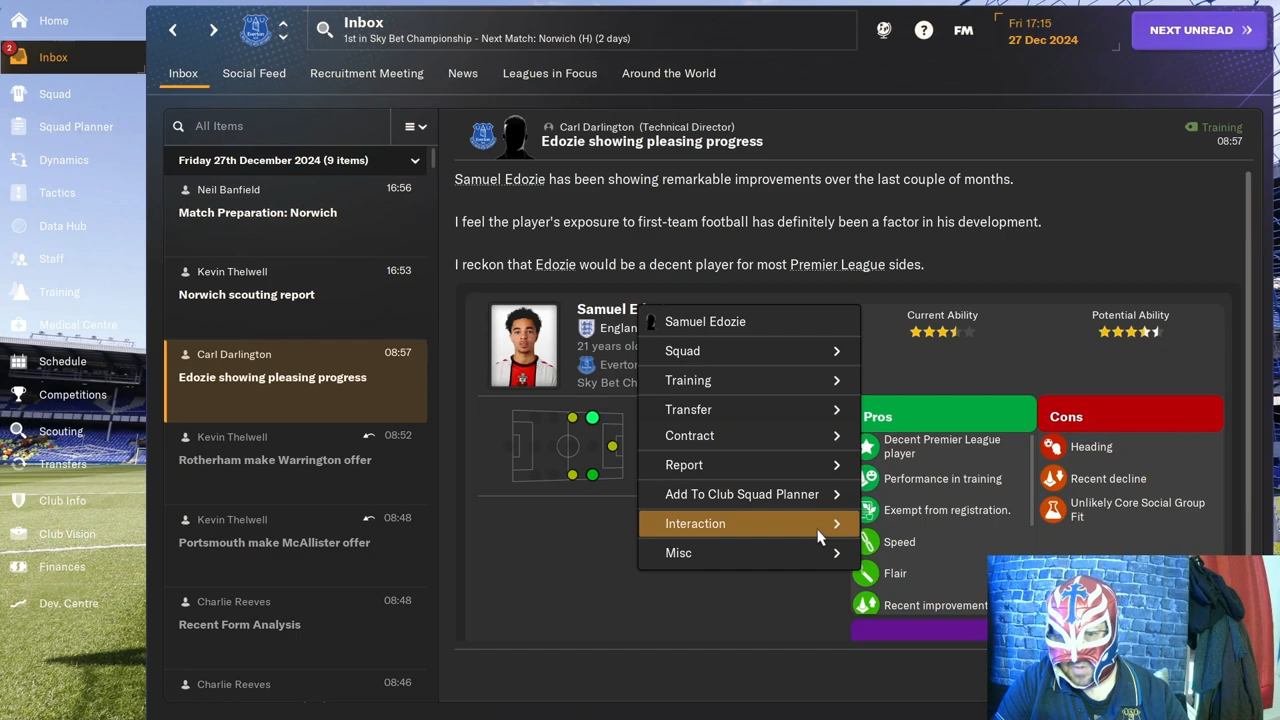 Home
2
Inbox
Squad
Squad Planner
Dynamics
Tactics
Data Hub
Staff
Training
Medical Centre
Schedule
Competitions
Scouting
Transfers
Club Info
Club Vision
Finances
Dev. Centre
Everton
Inbox
1st in Sky Bet Championship - Next Match: Norwich (H) (2 days)
?
FM
Fri 17:15
27 Dec 2024
NEXT UNREAD
Inbox
Social Feed
Recruitment Meeting
News
Leagues in Focus
Around the World
All Items
Friday 27th December 2024 (9 items)
Neil Banfield 16:56
Match Preparation: Norwich
Kevin Thelwell 16:53
Norwich scouting report
Carl Darlington 08:57
Edozie showing pleasing progress
Kevin Thelwell 08:52
Rotherham make Warrington offer
Kevin Thelwell 08:48
Portsmouth make McAllister offer
Charlie Reeves 08:48
Recent Form Analysis
Charlie Reeves 08:46
Carl Darlington (Technical Director)
Edozie showing pleasing progress
Training
08:57
Samuel Edozie has been showing remarkable improvements over the last couple of months.
I feel the player's exposure to first-team football has definitely been a factor in his development.
I reckon that Edozie would be a decent player for most Premier League sides.
Samuel E
Englan
21 years old
Everto
Sky Bet Ch
Samuel Edozie
Squad
Training
Transfer
Contract
Report
Add To Club Squad Planner
Interaction
Misc
Current Ability
Potential Ability
Pros
Decent Premier League
player
Performance in training
Exempt from registration.
Speed
Flair
Recent improvement
Cons
Heading
Recent decline
Unlikely Core Social Group
Fit